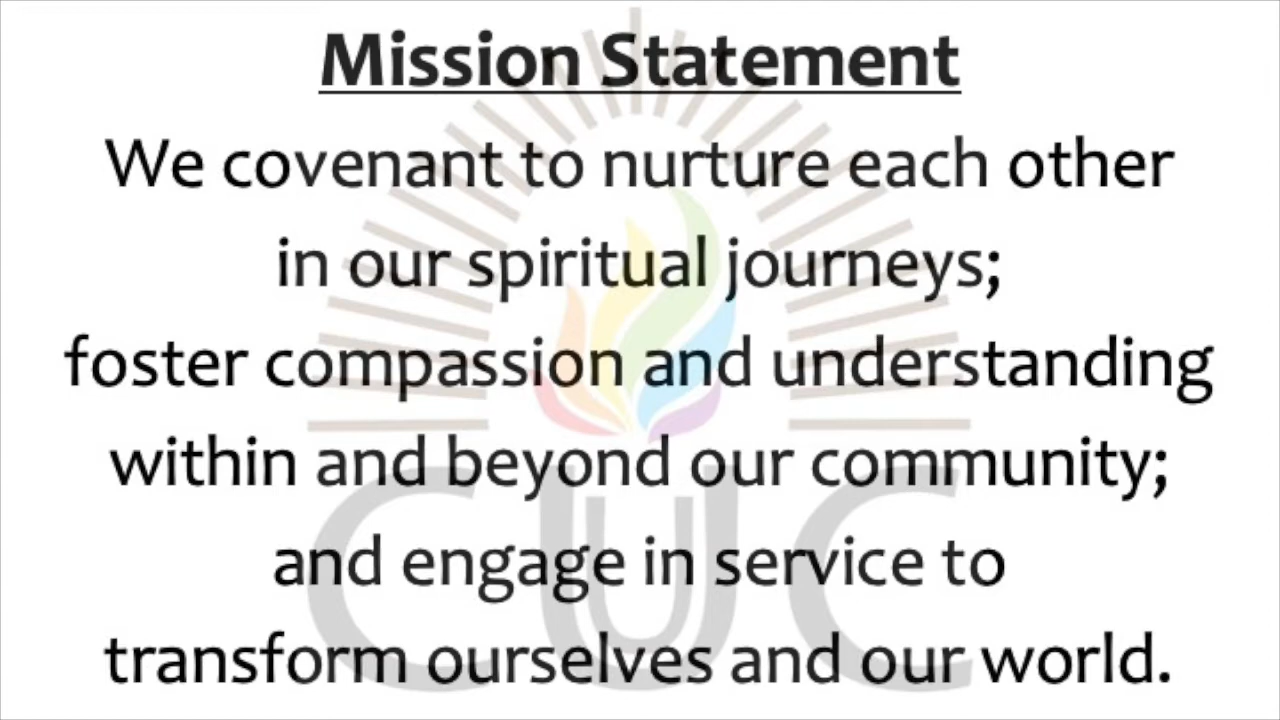 Mission Statement
We covenant to nurture each other
in our spiritual journeys;
foster compassion and understanding
within and beyond our community;
and engage in service to
transform ourselves and our world.
CUUC